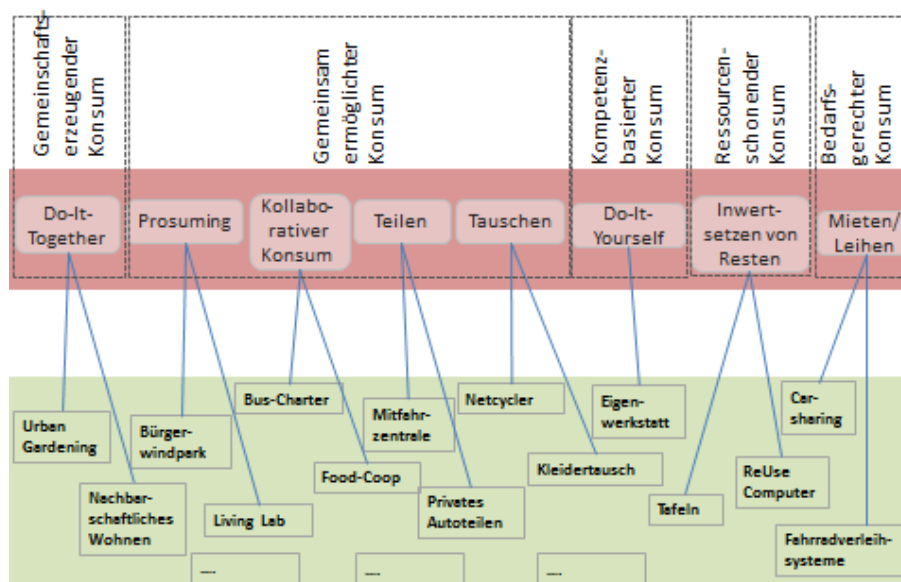 Gemeinschafts-
erzeugender
Konsum
Gemeinsam
ermöglichter
Konsum
Kompetenz-
basierter
Konsum
Ressourcen-
schonender
Konsum
Bedarfs-
gerechter
Konsum
Do-It-
Together
Prosuming
Kollabo-
rativer
Konsum
Teilen
Tauschen
Do-It-
Yourself
Inwert-
setzen von
Resten
Mieten/
Leihen
Urban
Gardening
Nachbar-
schaftliches
Wohnen
Bürger-
windpark
Living Lab
Bus-Charter
Food-Coop
Mitfahr-
zentrale
Privates
Autoteilen
Netcycler
Kleidertausch
Eigen-
werkstatt
Tafeln
ReUse
Computer
Car-
sharing
Fahrradverleih-
systeme
....
....
....